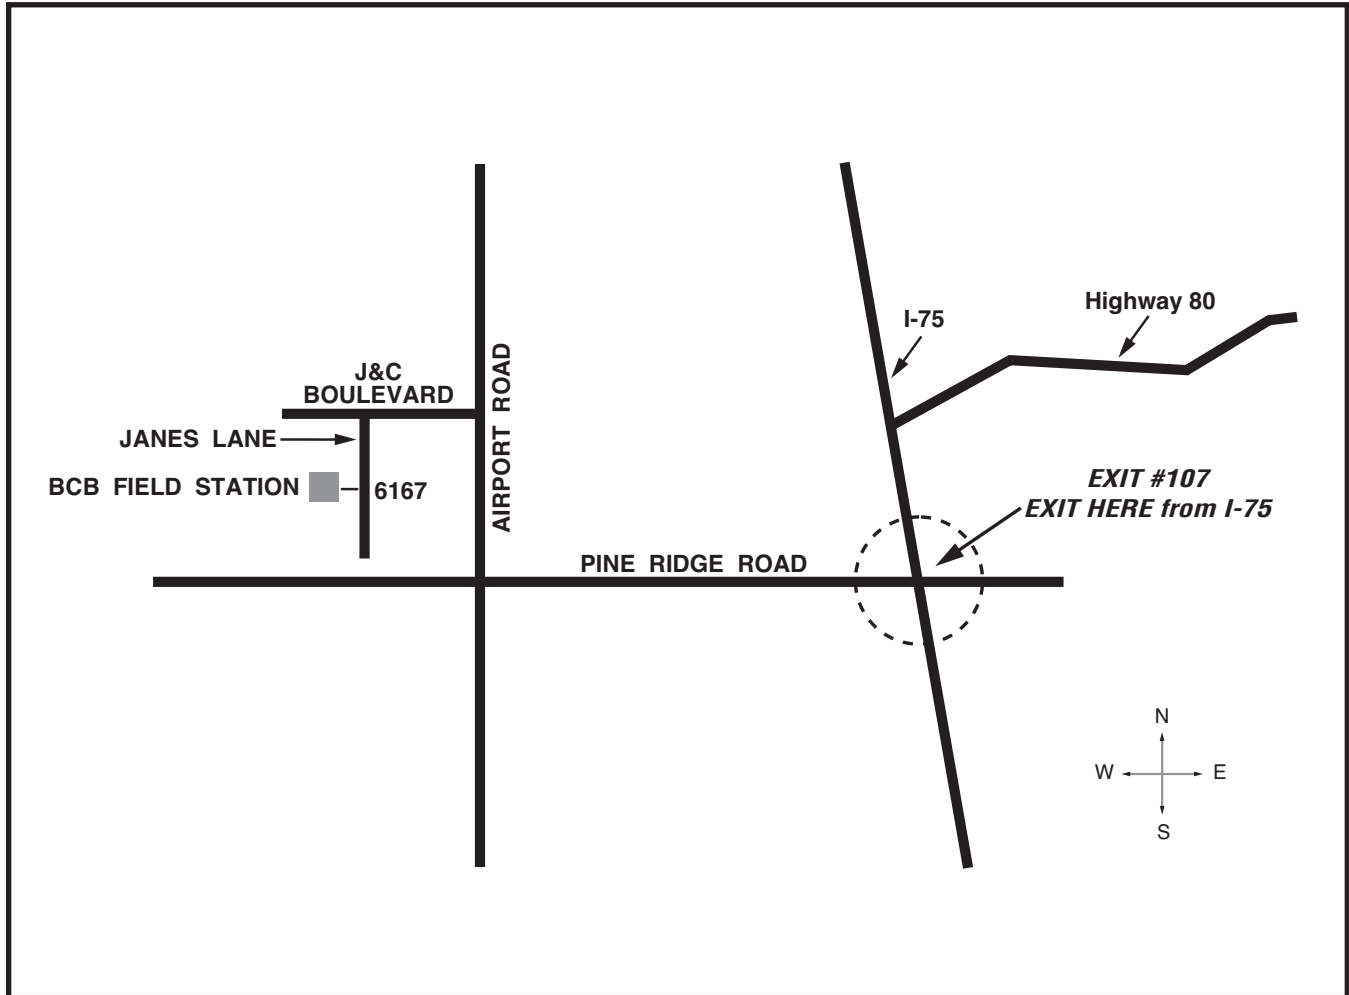 I-75
Highway 80
J&C
BOULEVARD
AIRPORT ROAD
JANES LANE
BCB FIELD STATION
6167
EXIT #107
EXIT HERE from I-75
PINE RIDGE ROAD
N
W
E
S